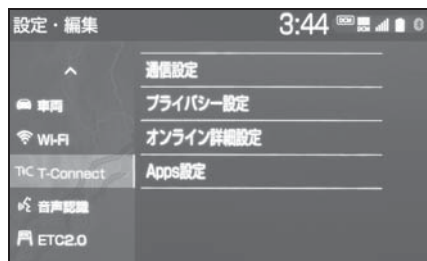 設定・編集
3:44 DCM 0
通信設定
車両
プライバシー設定
Wi-Fi
オンライン詳細設定
T-Connect
Apps設定
音声認識
ETC2.0